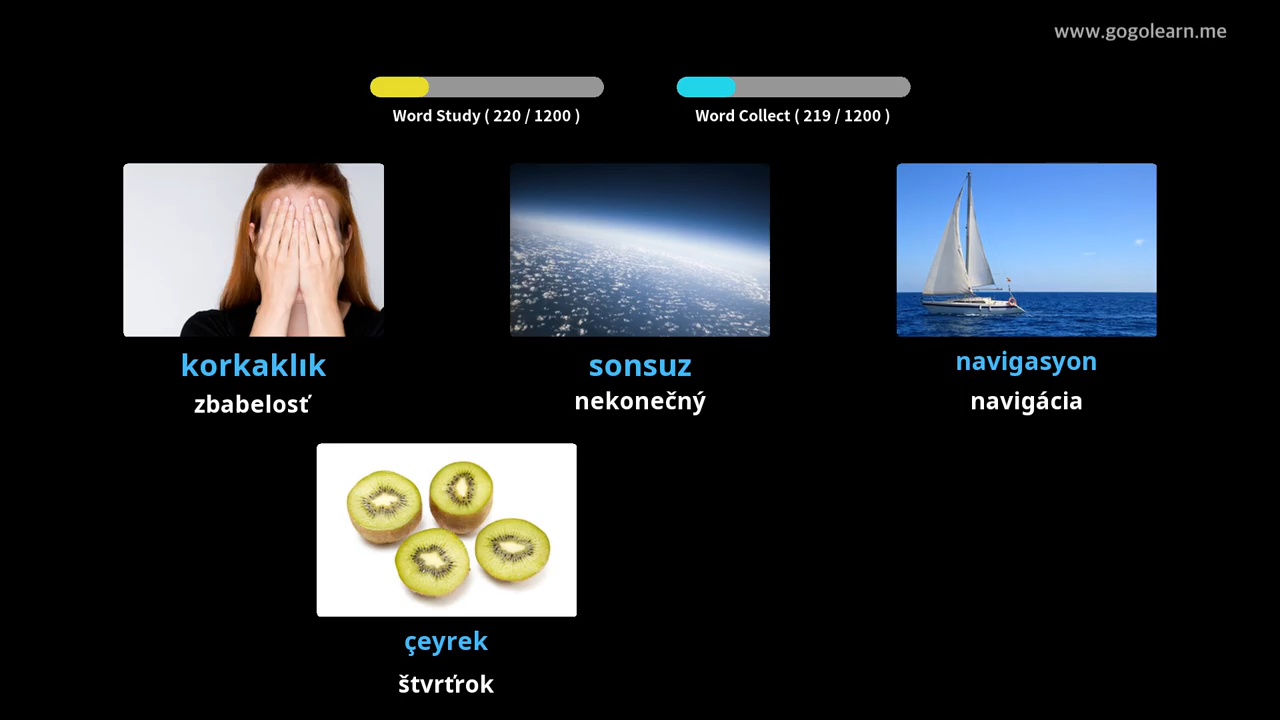 www.gogolearn.me
Word Study ( 220 / 1200 )
Word Collect ( 219 / 1200 )
korkaklık
zbabelosť
sonsuz
nekonečný
navigasyon
navigácia
çeyrek
štvrťrok